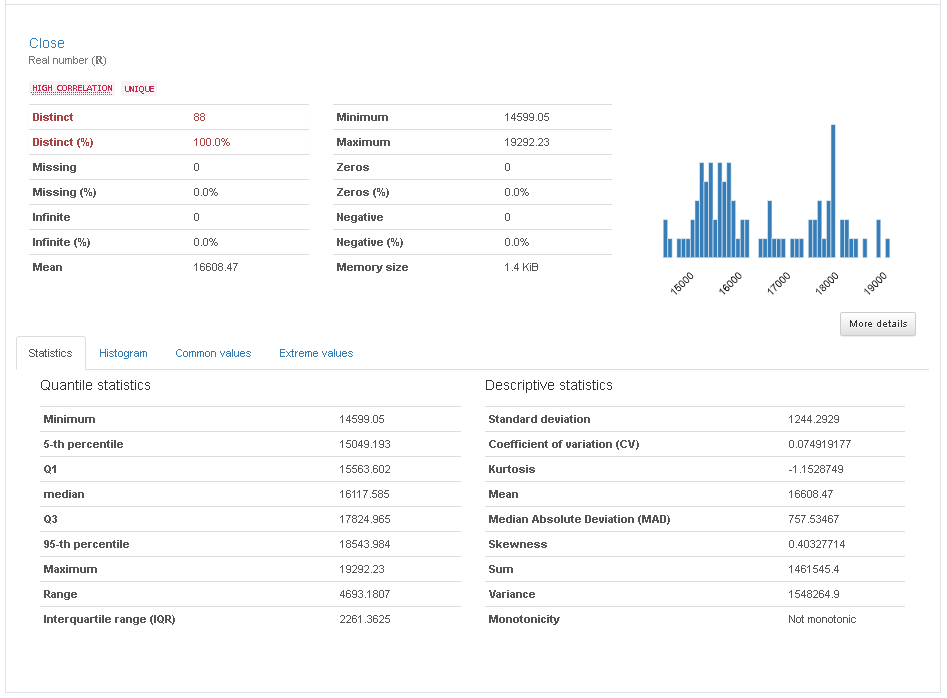 Close
Real number (R)
HIGH CORRELATION UNIQUE
Distinct 88
Distinct (%) 100.0%
Missing 0
Missing (%) 0.0%
Infinite 0
Infinite (%) 0.0%
Mean 16608.47
Minimum 14599.05
Maximum 19292.23
Zeros 0
Zeros (%) 0.0%
Negative 0
Negative (%) 0.0%
Memory size 1.4 KiB
15000 16000 17000 18000 19000
More details
Statistics Histogram Common values Extreme values
Quantile statistics
Minimum 14599.05
5-th percentile 15049.193
Q1 15563.602
median 16117.585
Q3 17824.965
95-th percentile 18543.984
Maximum 19292.23
Range 4693.1807
Interquartile range (IQR) 2261.3625
Descriptive statistics
Standard deviation 1244.2929
Coefficient of variation (CV) 0.074919177
Kurtosis -1.1528749
Mean 16608.47
Median Absolute Deviation (MAD) 757.53467
Skewness 0.40327714
Sum 1461545.4
Variance 1548264.9
Monotonicity Not monotonic